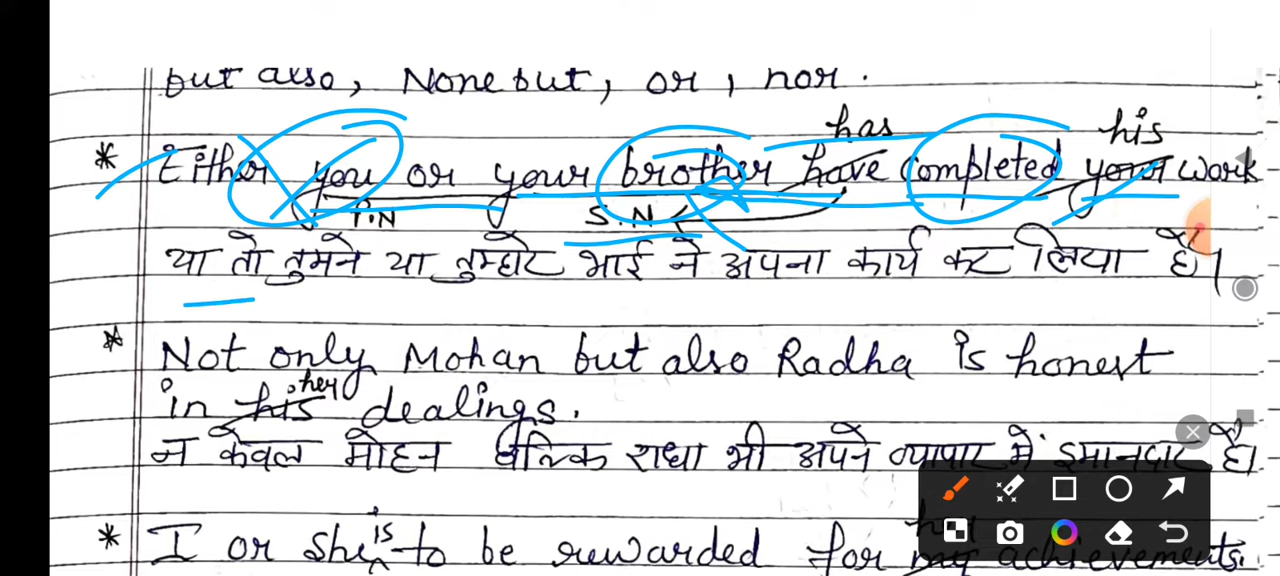 but also, None but, or, nor.
has his
* Either you or your brother have completed your work
P.N S.N
या तो तुमने या तुम्हारे भाई ने अपना कार्य कर लिया है।
* Not only Mohan but also Radha is honest
her
in his dealings.
न केवल मोहन बल्कि राधा भी अपने व्यापार में इमानदार है।
is her
* I or she to be rewarded for my achievements.